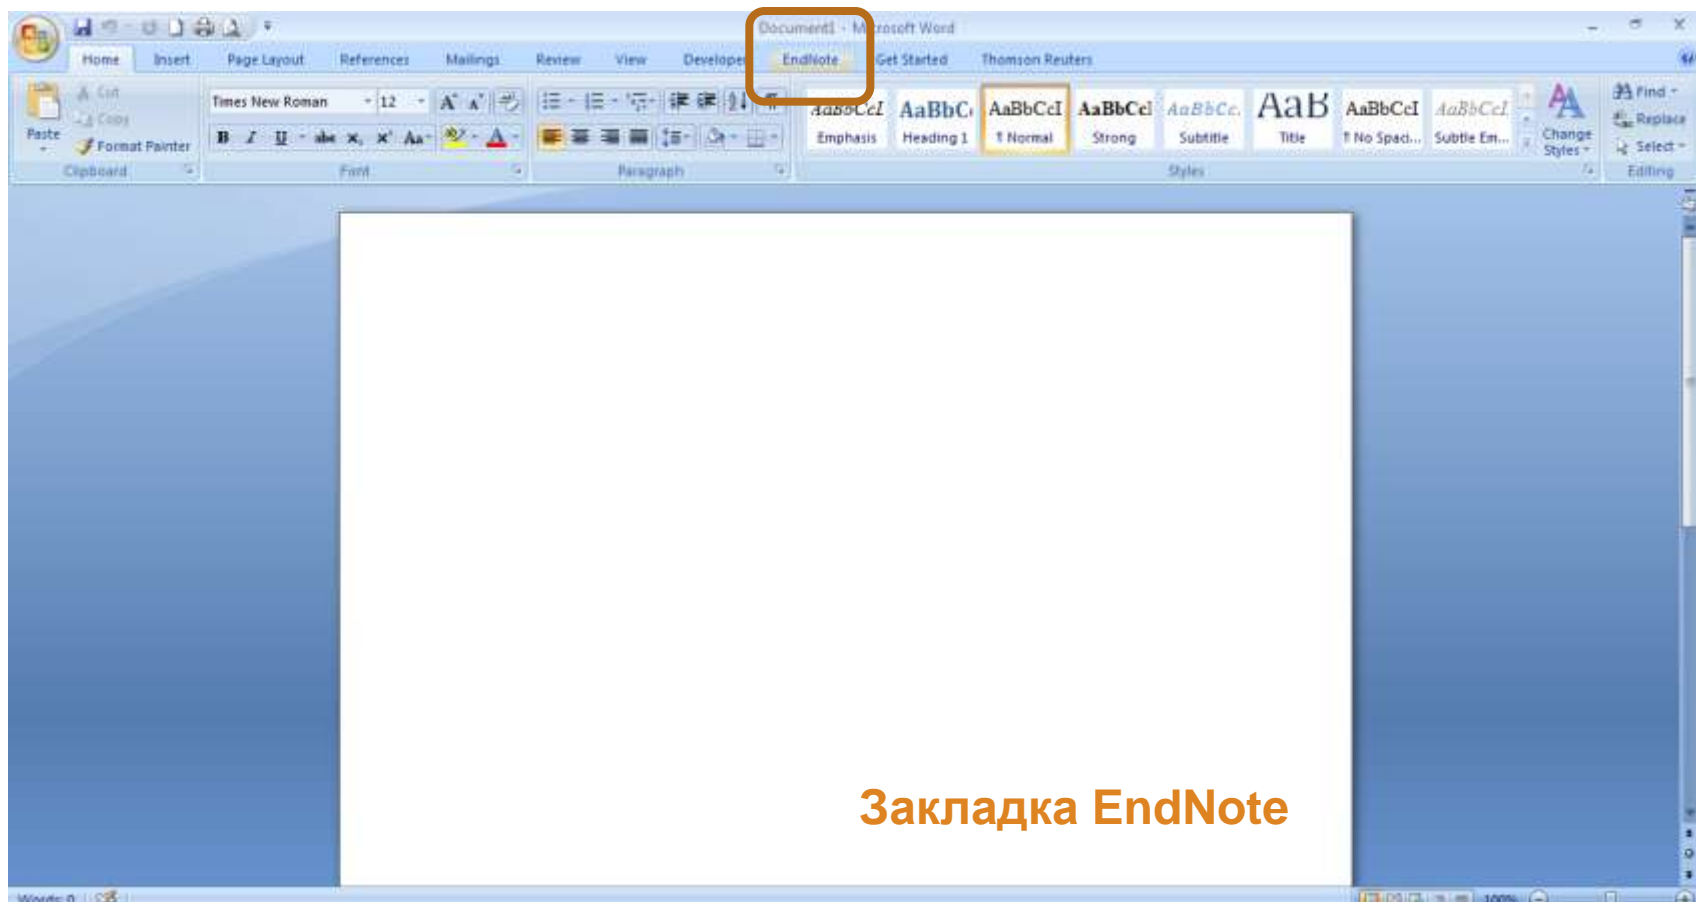 Document1 - Microsoft Word
Home Insert Page Layout References Mailings Review View Developer EndNote Get Started Thomson Reuters
Cut
Copy
Paste
Format Painter
Clipboard
Times New Roman 12
Font
Paragraph
AaBbCcI AaBbC AaBbCcI AaBbCcI AaBbCc. AaB AaBbCcI AaBbCcI
Emphasis Heading 1 ¶ Normal Strong Subtitle Title ¶ No Spaci... Subtle Em...
Change
Styles
Styles
Find
Replace
Select
Editing
Закладка EndNote
Words: 0 100%